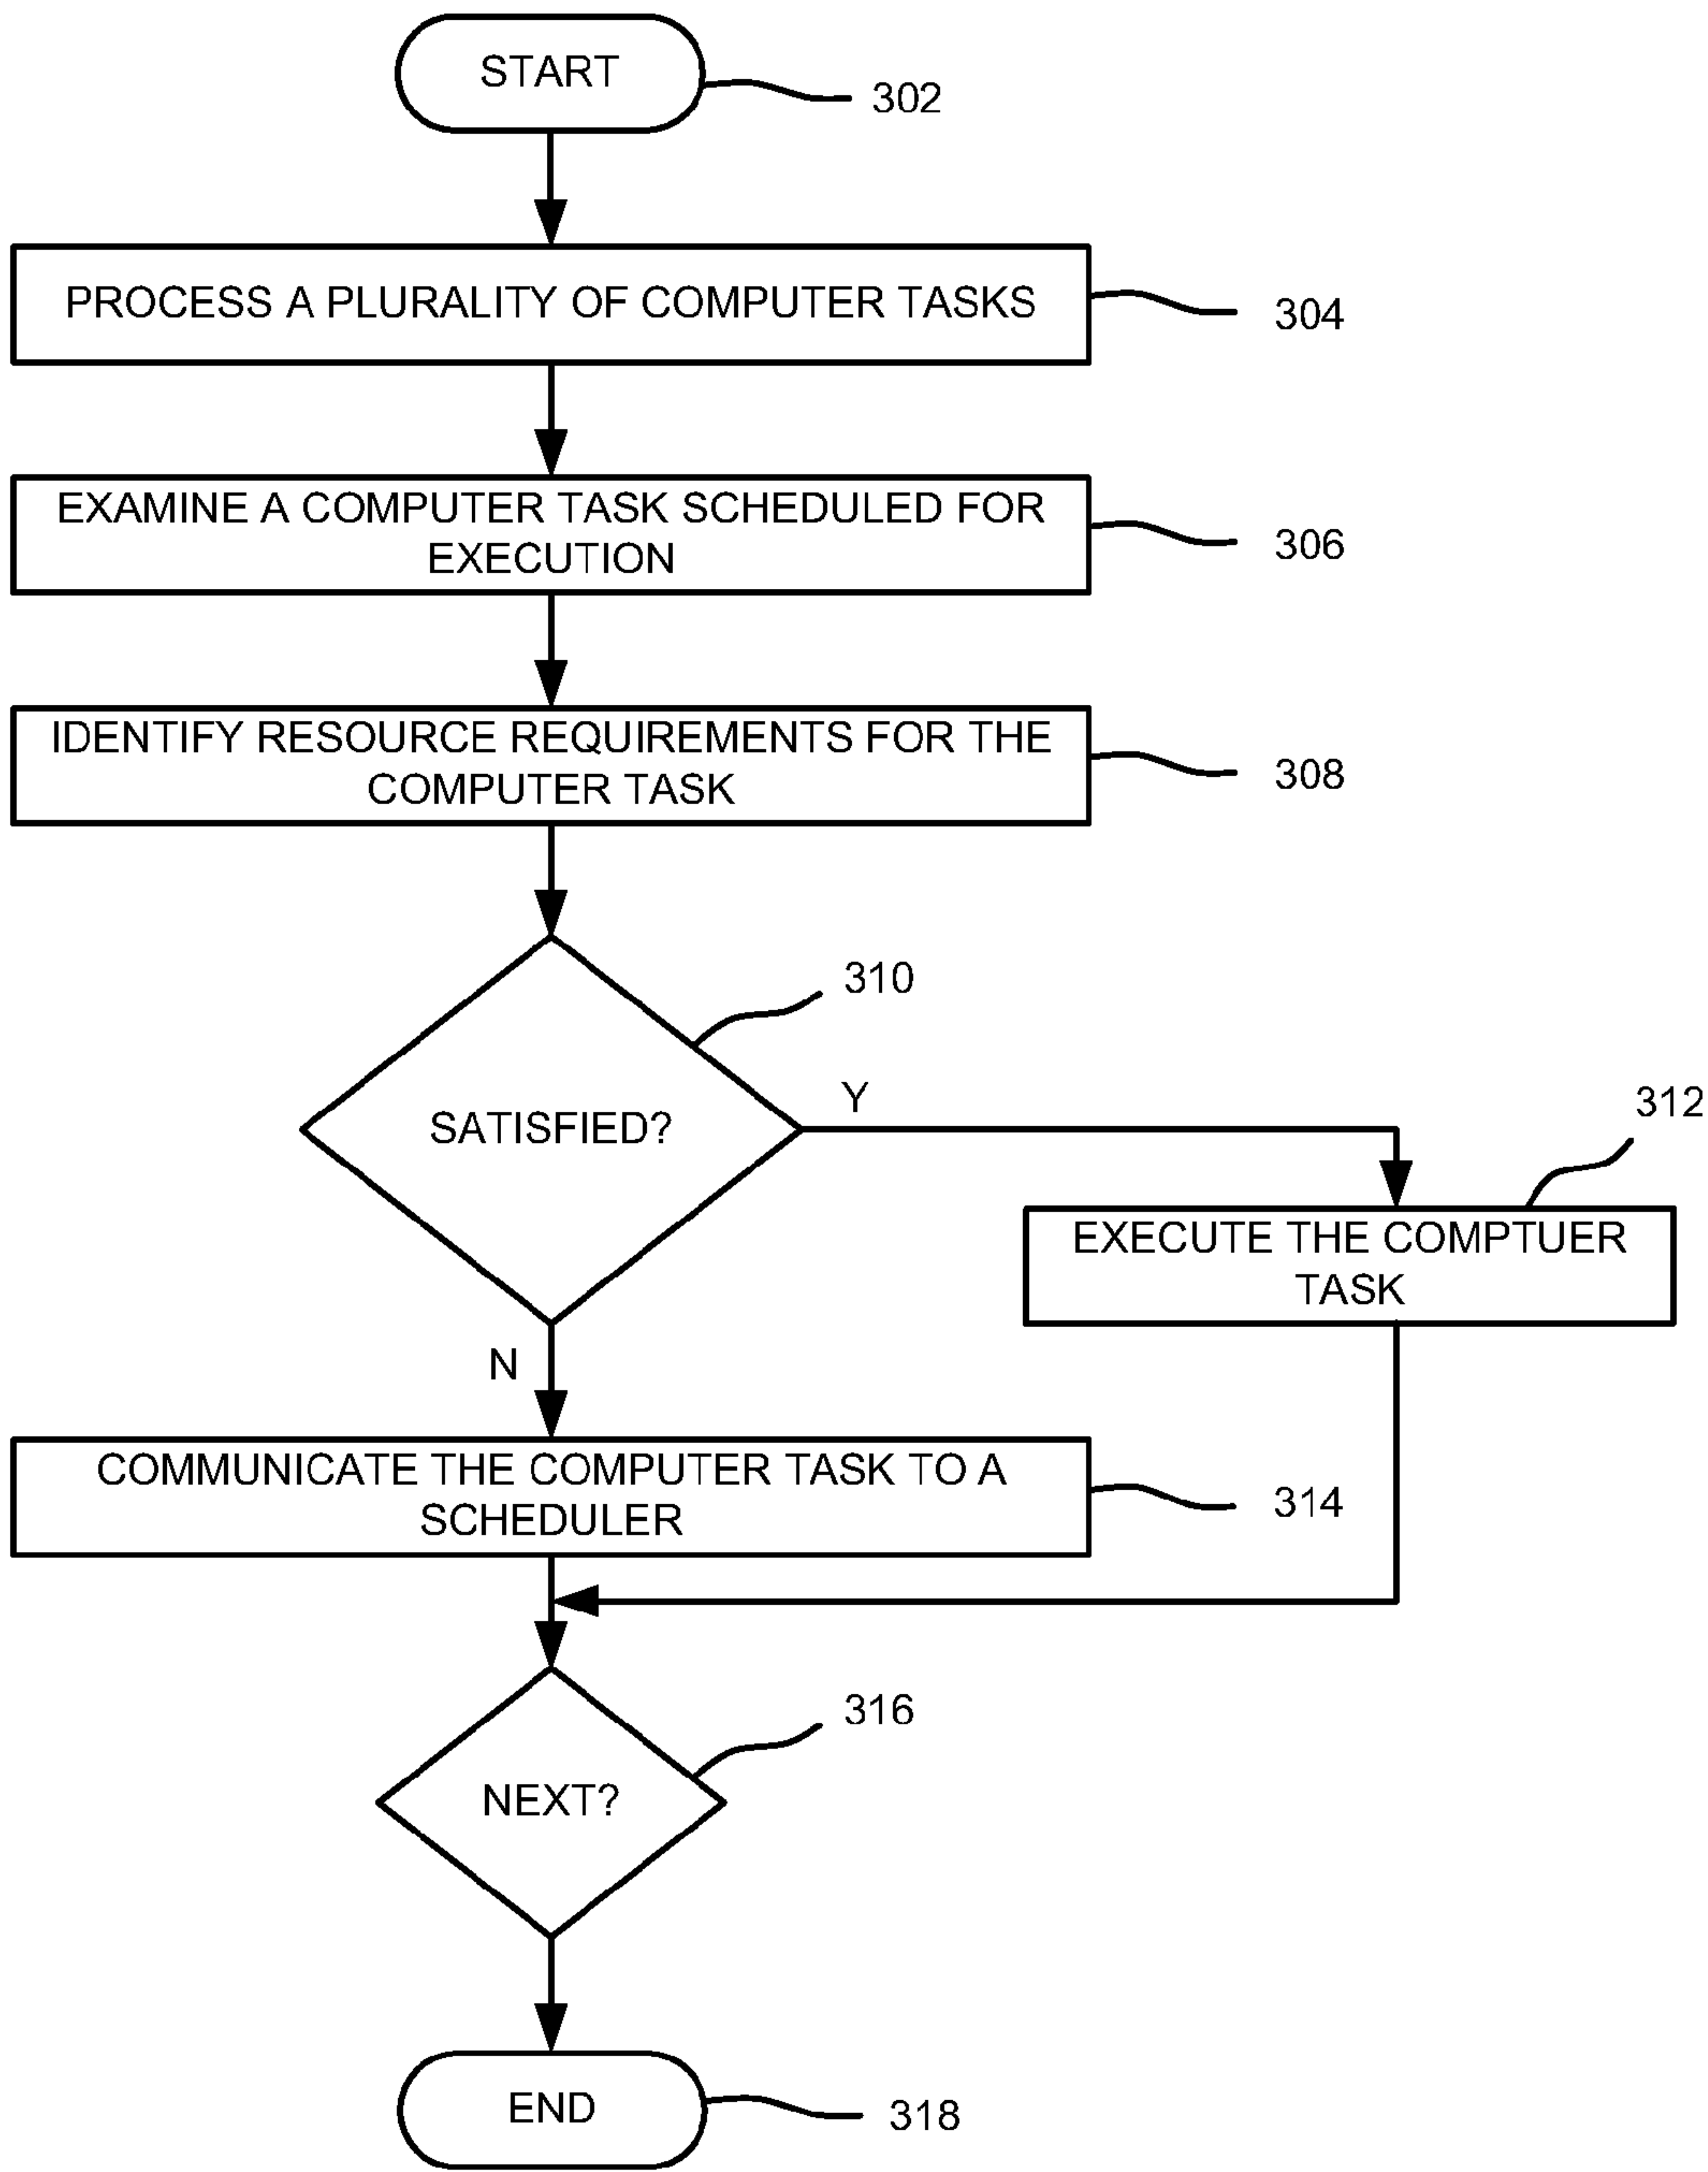 START
302
PROCESS A PLURALITY OF COMPUTER TASKS
304
EXAMINE A COMPUTER TASK SCHEDULED FOR
EXECUTION
306
IDENTIFY RESOURCE REQUIREMENTS FOR THE
COMPUTER TASK
308
310
SATISFIED?
Y
312
EXECUTE THE COMPTUER
TASK
N
COMMUNICATE THE COMPUTER TASK TO A
SCHEDULER
314
316
NEXT?
END
318